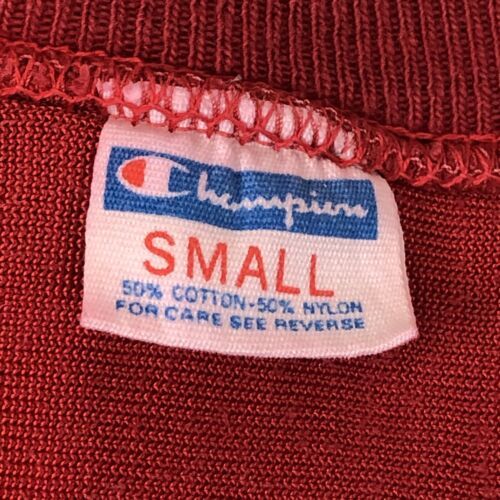 Champion
SMALL
50% COTTON-50% NYLON
FOR CARE SEE REVERSE